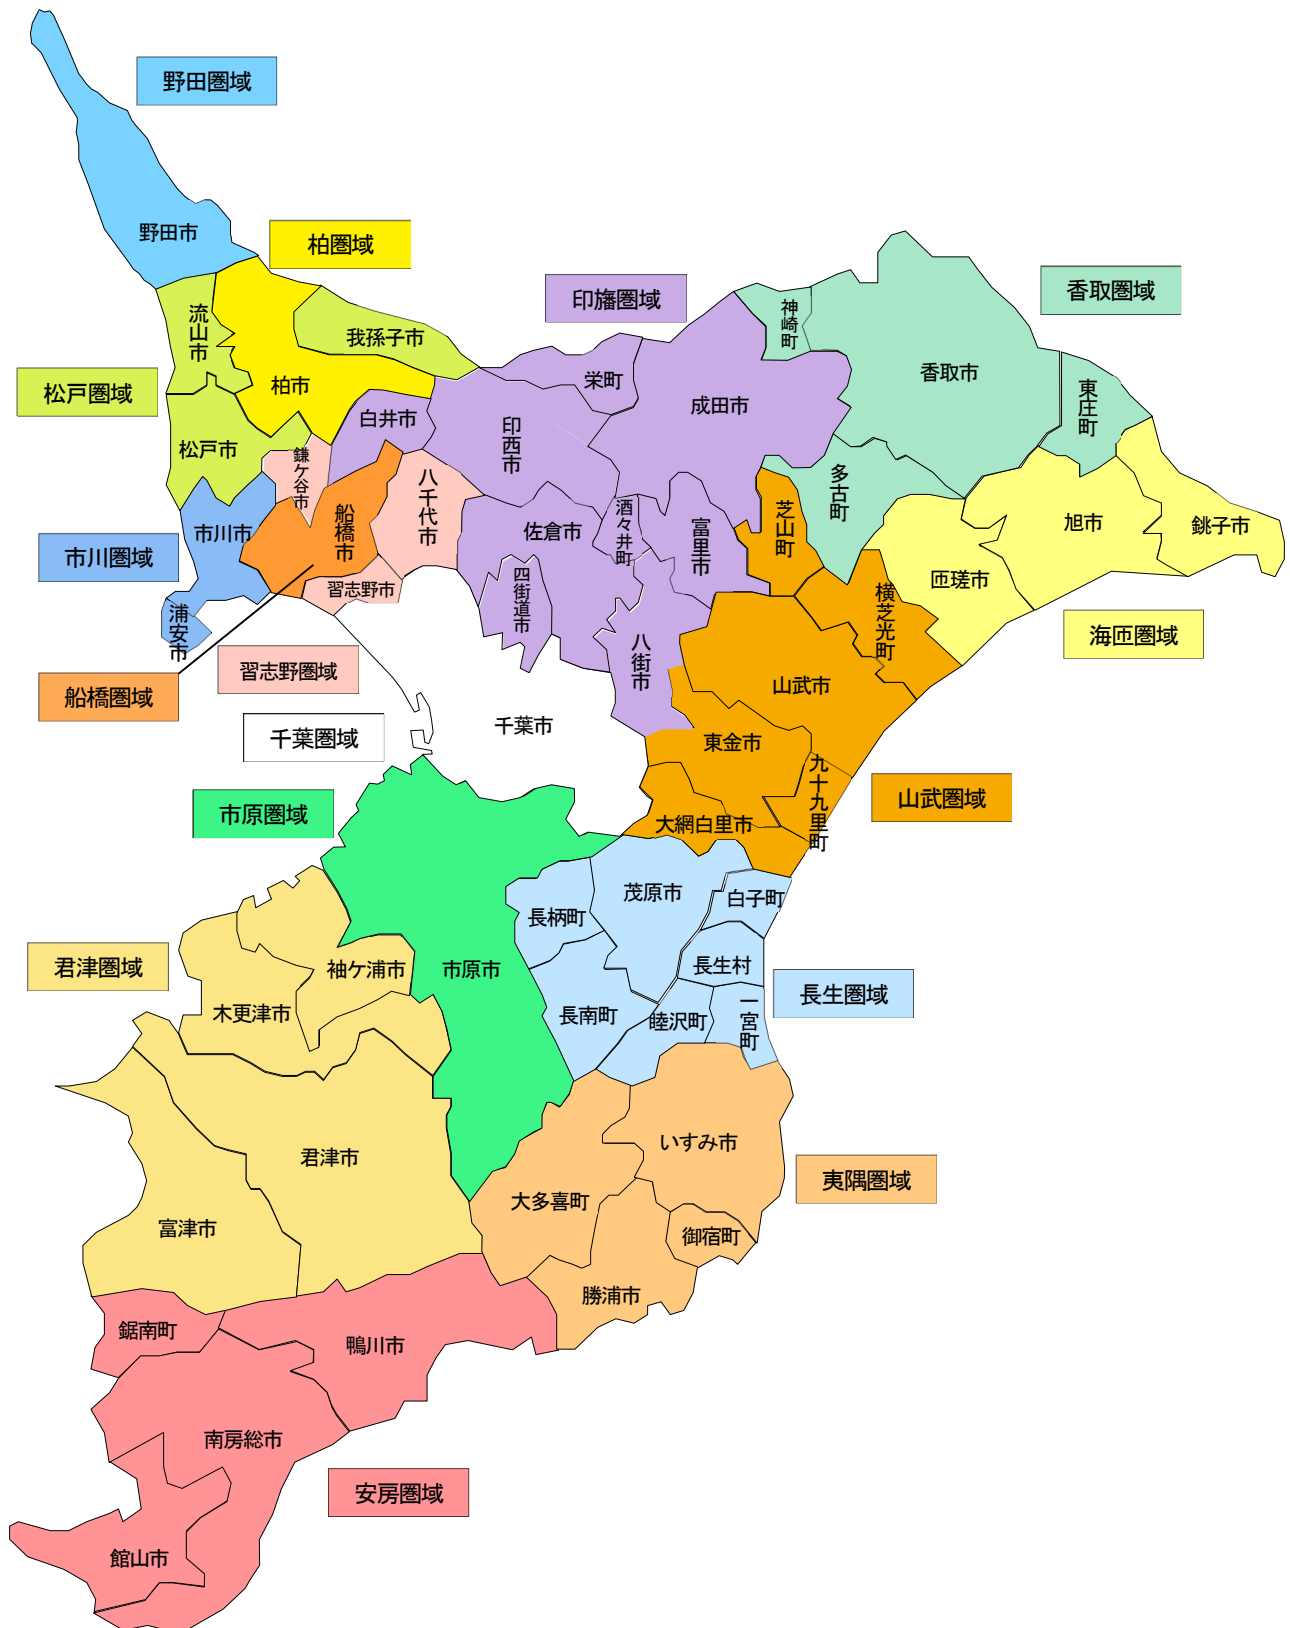 野田圏域
野田市
柏圏域
香取圏域
印旛圏域
神崎町
流山市
我孫子市
香取市
栄町
柏市
松戸圏域
成田市
東庄町
白井市
印西市
松戸市
鎌ケ谷市
八千代市
多古町
船橋市
市川市
佐倉市
酒々井町
富里市
芝山町
旭市
銚子市
市川圏域
四街道市
習志野市
匝瑳市
横芝光町
海匝圏域
浦安市
八街市
習志野圏域
船橋圏域
山武市
千葉市
千葉圏域
東金市
九十九里町
山武圏域
市原圏域
大網白里市
茂原市
白子町
長柄町
君津圏域
袖ケ浦市
市原市
長生村
長生圏域
木更津市
長南町
睦沢町
一宮町
いすみ市
君津市
夷隅圏域
大多喜町
富津市
御宿町
勝浦市
鋸南町
鴨川市
南房総市
安房圏域
館山市